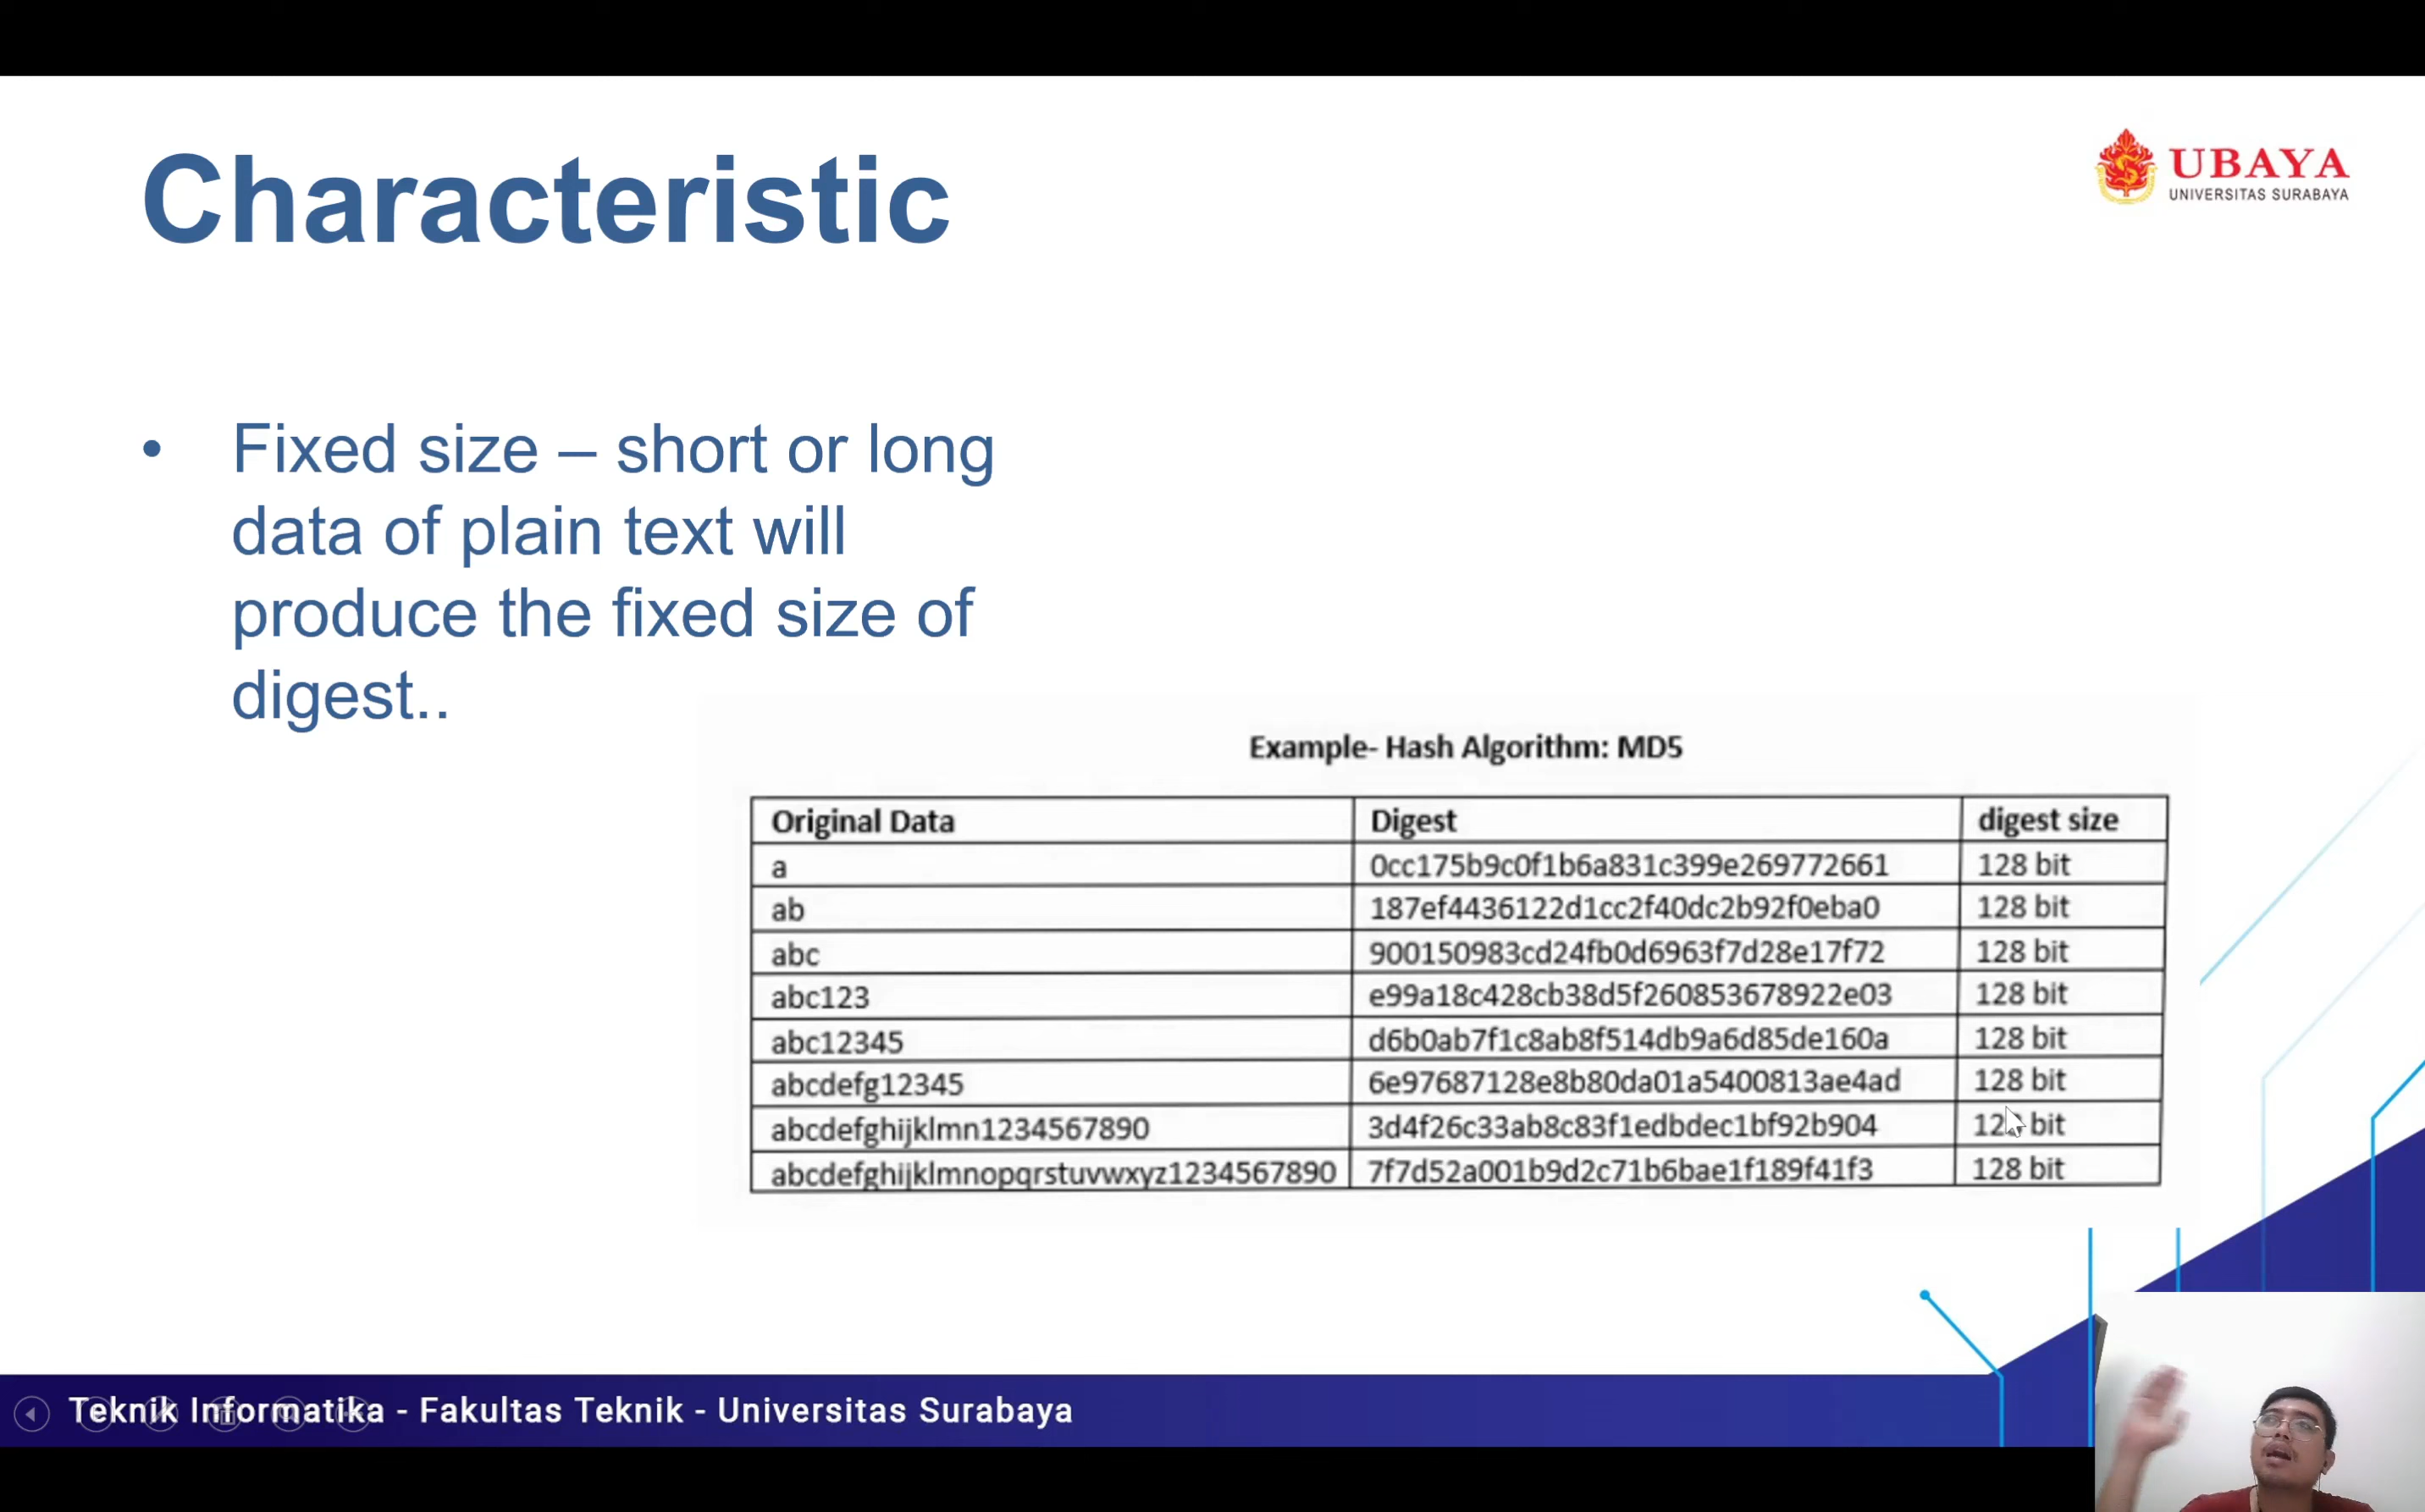 Characteristic
UBAYA
UNIVERSITAS SURABAYA
• Fixed size – short or long
data of plain text will
produce the fixed size of
digest..
Example- Hash Algorithm: MD5
Original Data Digest digest size
a 0cc175b9c0f1b6a831c399e269772661 128 bit
ab 187ef4436122d1cc2f40dc2b92f0eba0 128 bit
abc 900150983cd24fb0d6963f7d28e17f72 128 bit
abc123 e99a18c428cb38d5f260853678922e03 128 bit
abc12345 d6b0ab7f1c8ab8f514db9a6d85de160a 128 bit
abcdefg12345 6e97687128e8b80da01a5400813ae4ad 128 bit
abcdefghijklmn1234567890 3d4f26c33ab8c83f1edbdec1bf92b904 128 bit
abcdefghijklmnopqrstuvwxyz1234567890 7f7d52a001b9d2c71b6bae1f189f41f3 128 bit
Teknik Informatika - Fakultas Teknik - Universitas Surabaya